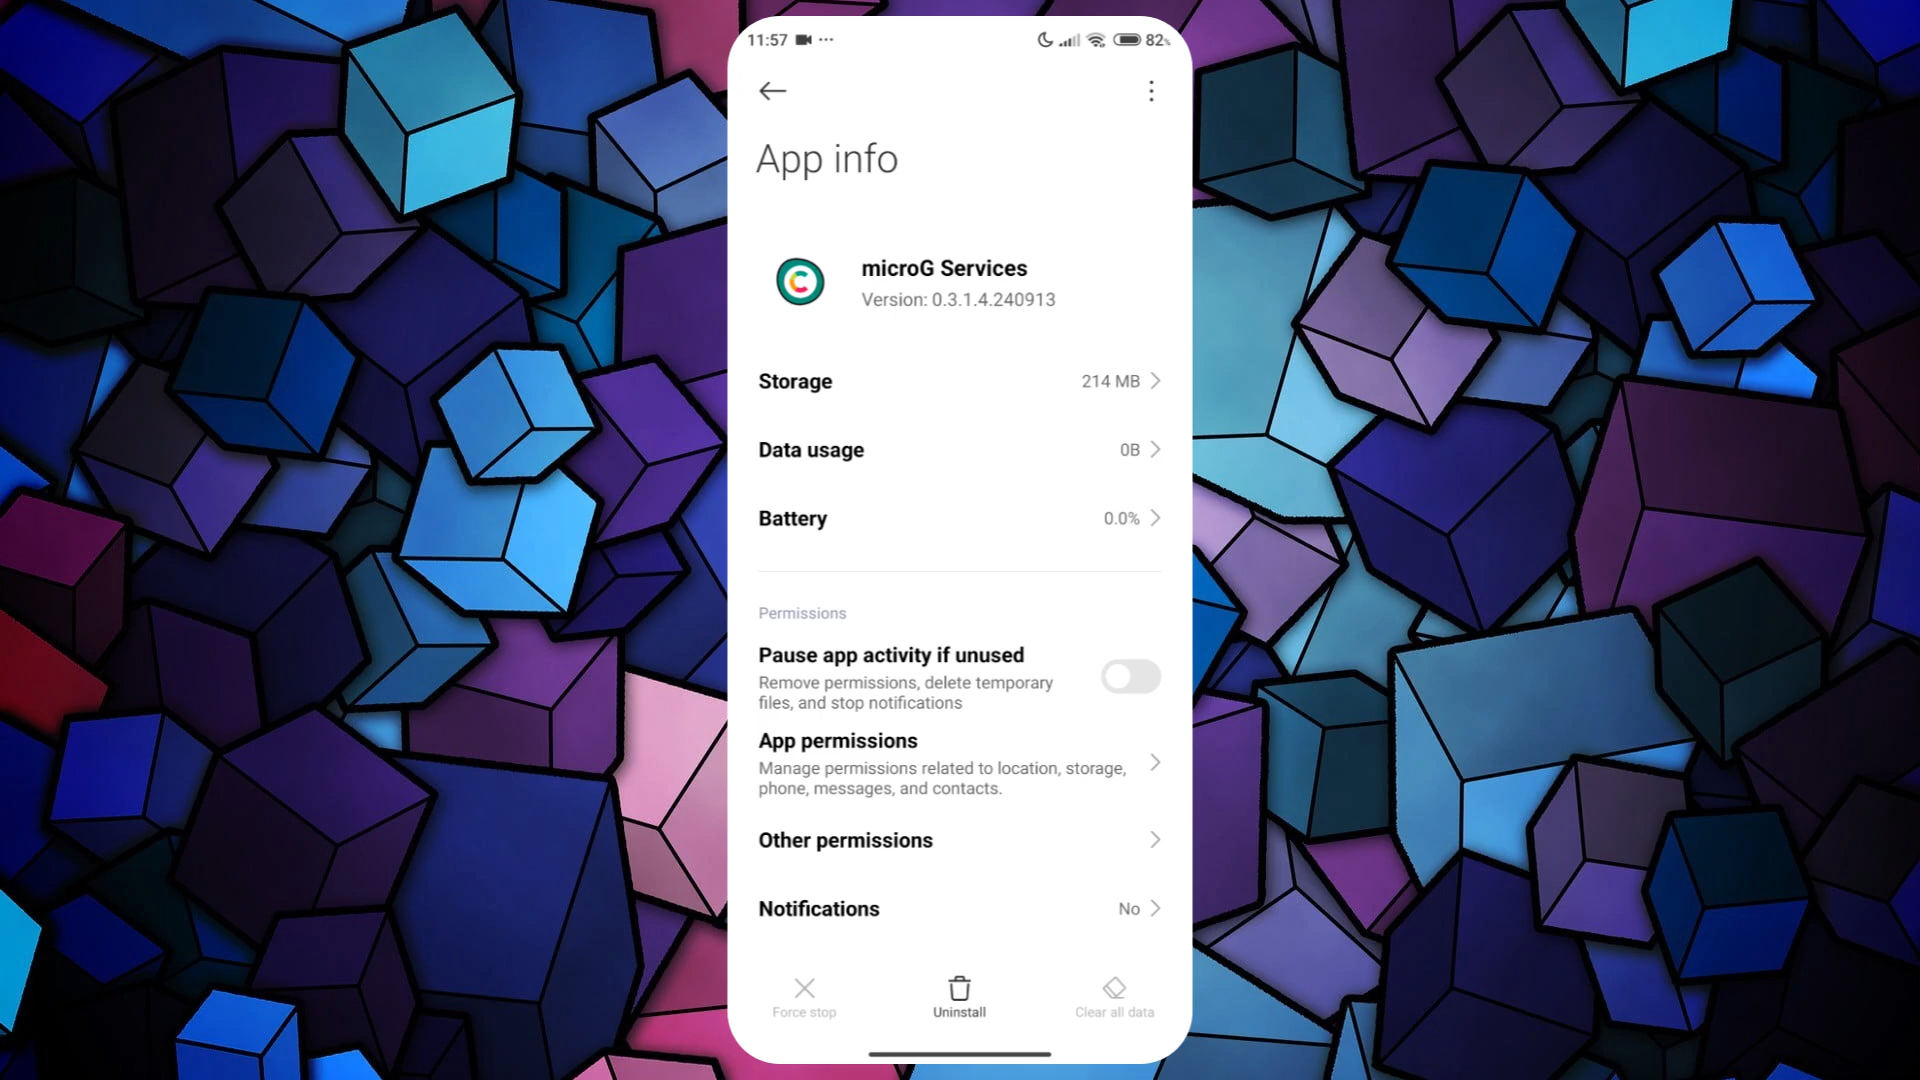 11:57
82%
App info
microG Services
Version: 0.3.1.4.240913
Storage
214 MB
Data usage
0B
Battery
0.0%
Permissions
Pause app activity if unused
Remove permissions, delete temporary
files, and stop notifications
App permissions
Manage permissions related to location, storage,
phone, messages, and contacts.
Other permissions
Notifications
No
Force stop
Uninstall
Clear all data